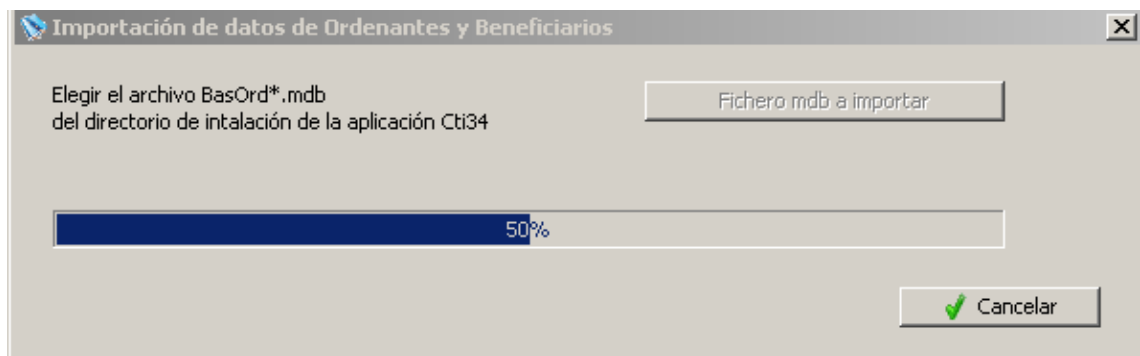 Importación de datos de Ordenantes y Beneficiarios
Elegir el archivo BasOrd*.mdb
del directorio de intalación de la aplicación Cti34
Fichero mdb a importar
50%
Cancelar